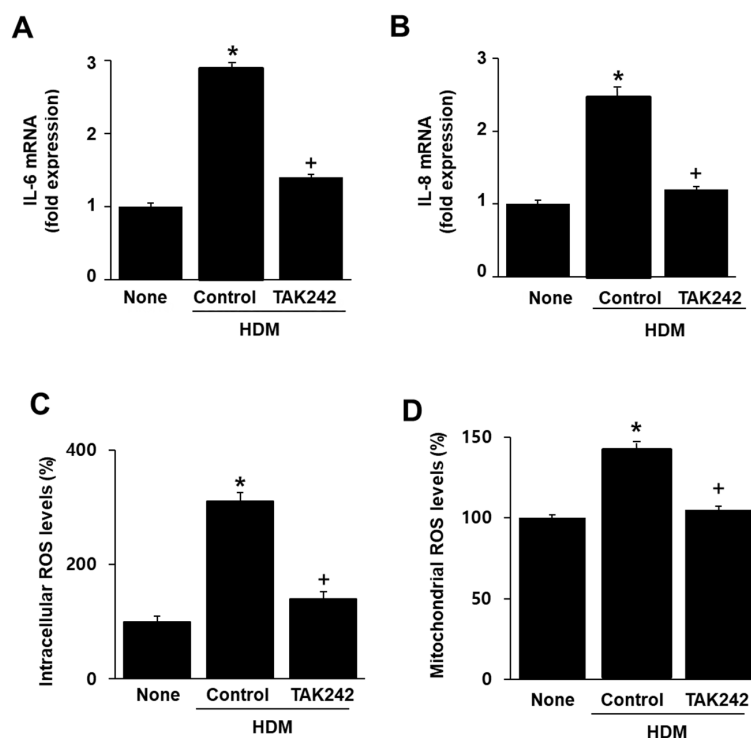 A
IL-6 mRNA
(fold expression)
3
2
1
0
*
+
None Control TAK242
HDM
B
IL-8 mRNA
(fold expression)
3
2
1
0
*
+
None Control TAK242
HDM
C
Intracellular ROS levels (%)
400
200
0
*
+
None Control TAK242
HDM
D
Mitochondrial ROS levels (%)
150
100
50
0
*
+
None Control TAK242
HDM